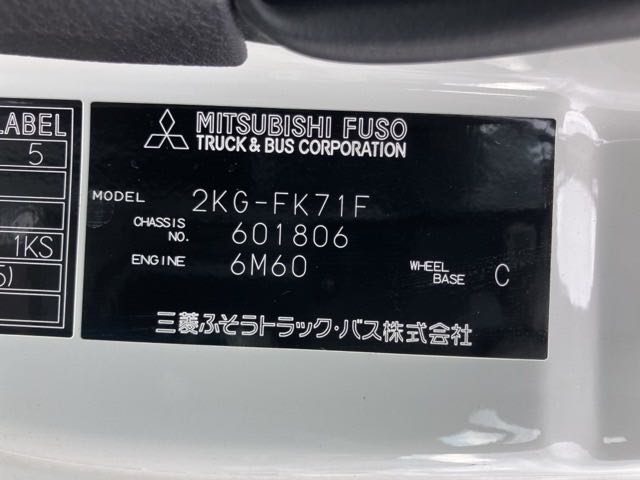 LABEL
5
1KS
5)
MITSUBISHI FUSO
TRUCK & BUS CORPORATION
MODEL 2KG-FK71F
CHASSIS NO. 601806
ENGINE 6M60 WHEEL BASE C
三菱ふそうトラック・バス株式会社